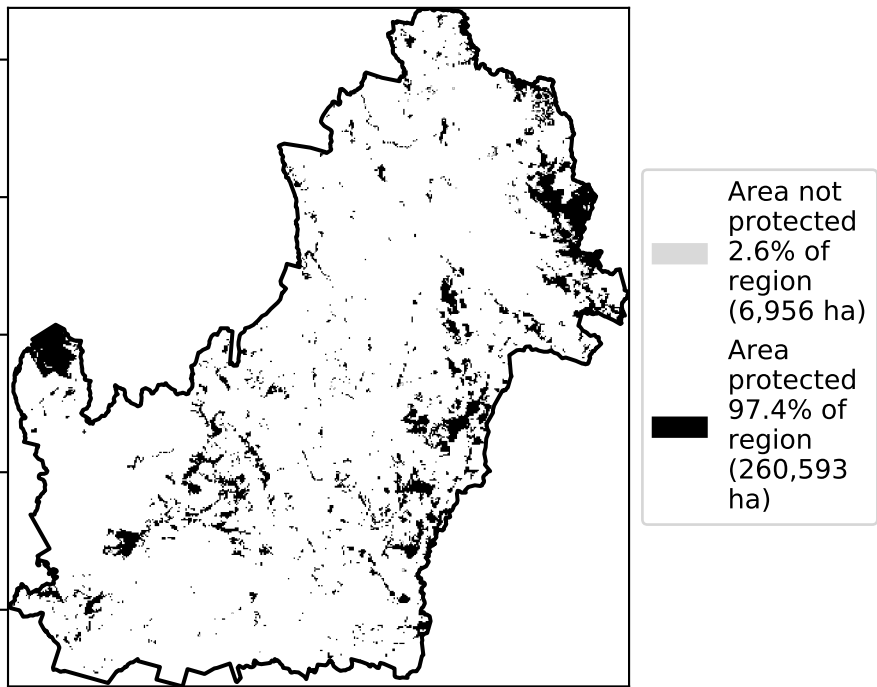 Area not
protected
2.6% of
region
(6,956 ha)
Area
protected
97.4% of
region
(260,593
ha)